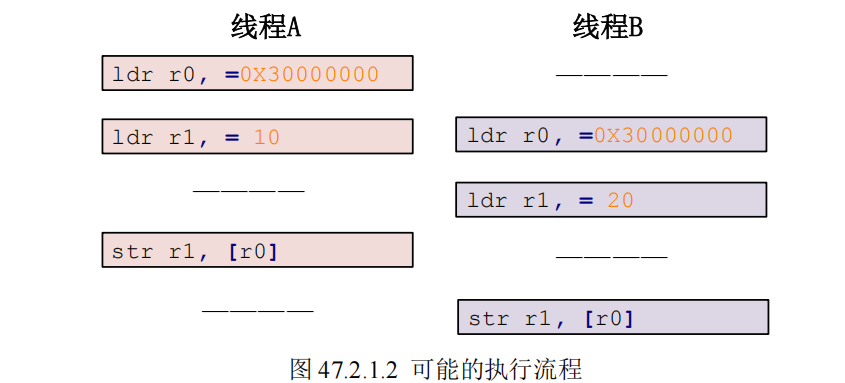 线程A 线程B
ldr r0, =0X30000000 ————
ldr r1, = 10 ldr r0, =0X30000000
———— ldr r1, = 20
str r1, [r0] ————
———— str r1, [r0]
图 47.2.1.2 可能的执行流程